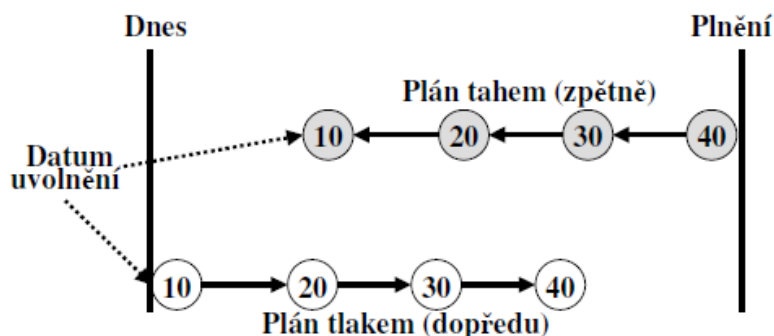 Dnes
Plnění
Plán tahem (zpětně)
10
20
30
40
Datum
uvolnění
10
20
30
40
Plán tlakem (dopředu)